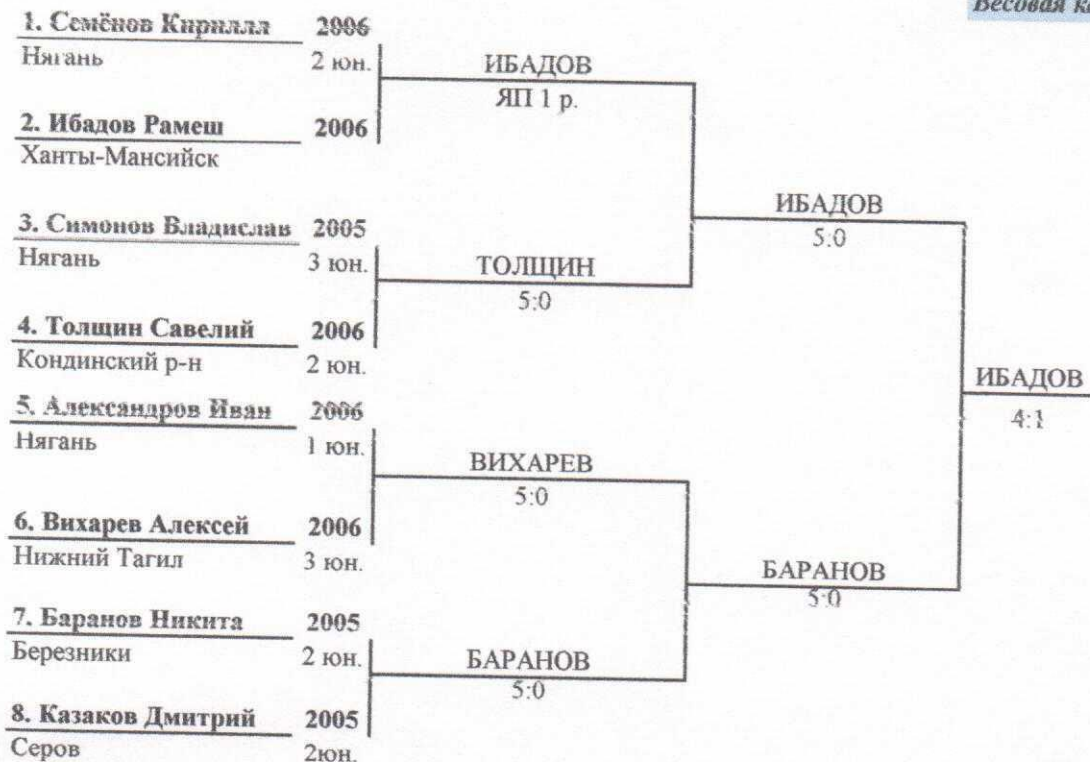 Весовая ка
1. Семёнов Кирилл 2006
Нягань 2 юн.
ИБАДОВ
ЯП 1 р.
2. Ибадов Рамеш 2006
Ханты-Мансийск
ИБАДОВ
5:0
3. Симонов Владислав 2005
Нягань 3 юн.
ТОЛЩИН
5:0
4. Толщин Савелий 2006
Кондинский р-н 2 юн.
ИБАДОВ
4:1
5. Александров Иван 2006
Нягань 1 юн.
ВИХАРЕВ
5:0
6. Вихарев Алексей 2006
Нижний Тагил 3 юн.
БАРАНОВ
5:0
7. Баранов Никита 2005
Березники 2 юн.
БАРАНОВ
5:0
8. Казаков Дмитрий 2005
Серов 2юн.